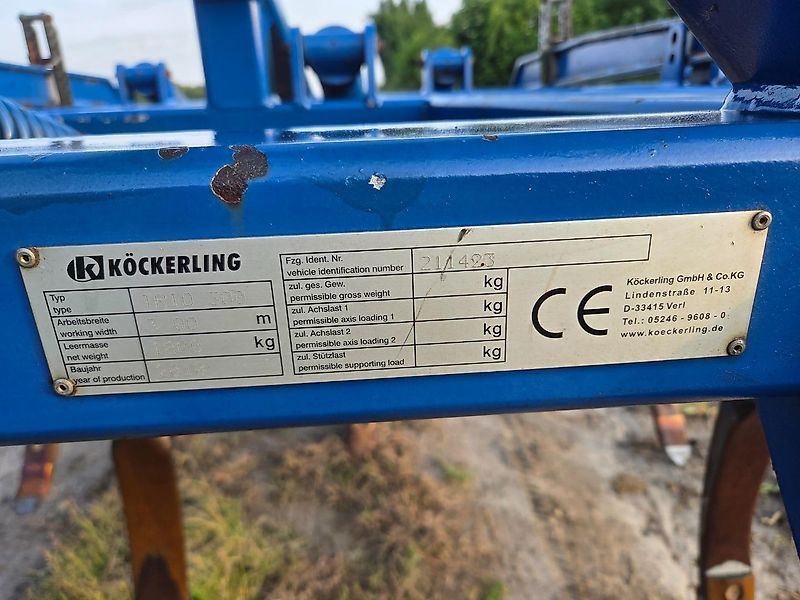 KÖCKERLING
Typ
type
Arbeitsbreite
working width
m
Leermasse
net weight
kg
Baujahr
year of production
Fzg. Ident. Nr.
vehicle identification number
211423
zul. ges. Gew.
permissible gross weight
kg
zul. Achslast 1
permissible axis loading 1
kg
zul. Achslast 2
permissible axis loading 2
kg
zul. Stützlast
permissible supporting load
kg
CE
Köckerling GmbH & Co.KG
Lindenstraße 11-13
D-33415 Verl
Tel.: 05246 - 9608 - 0
www.koeckerling.de